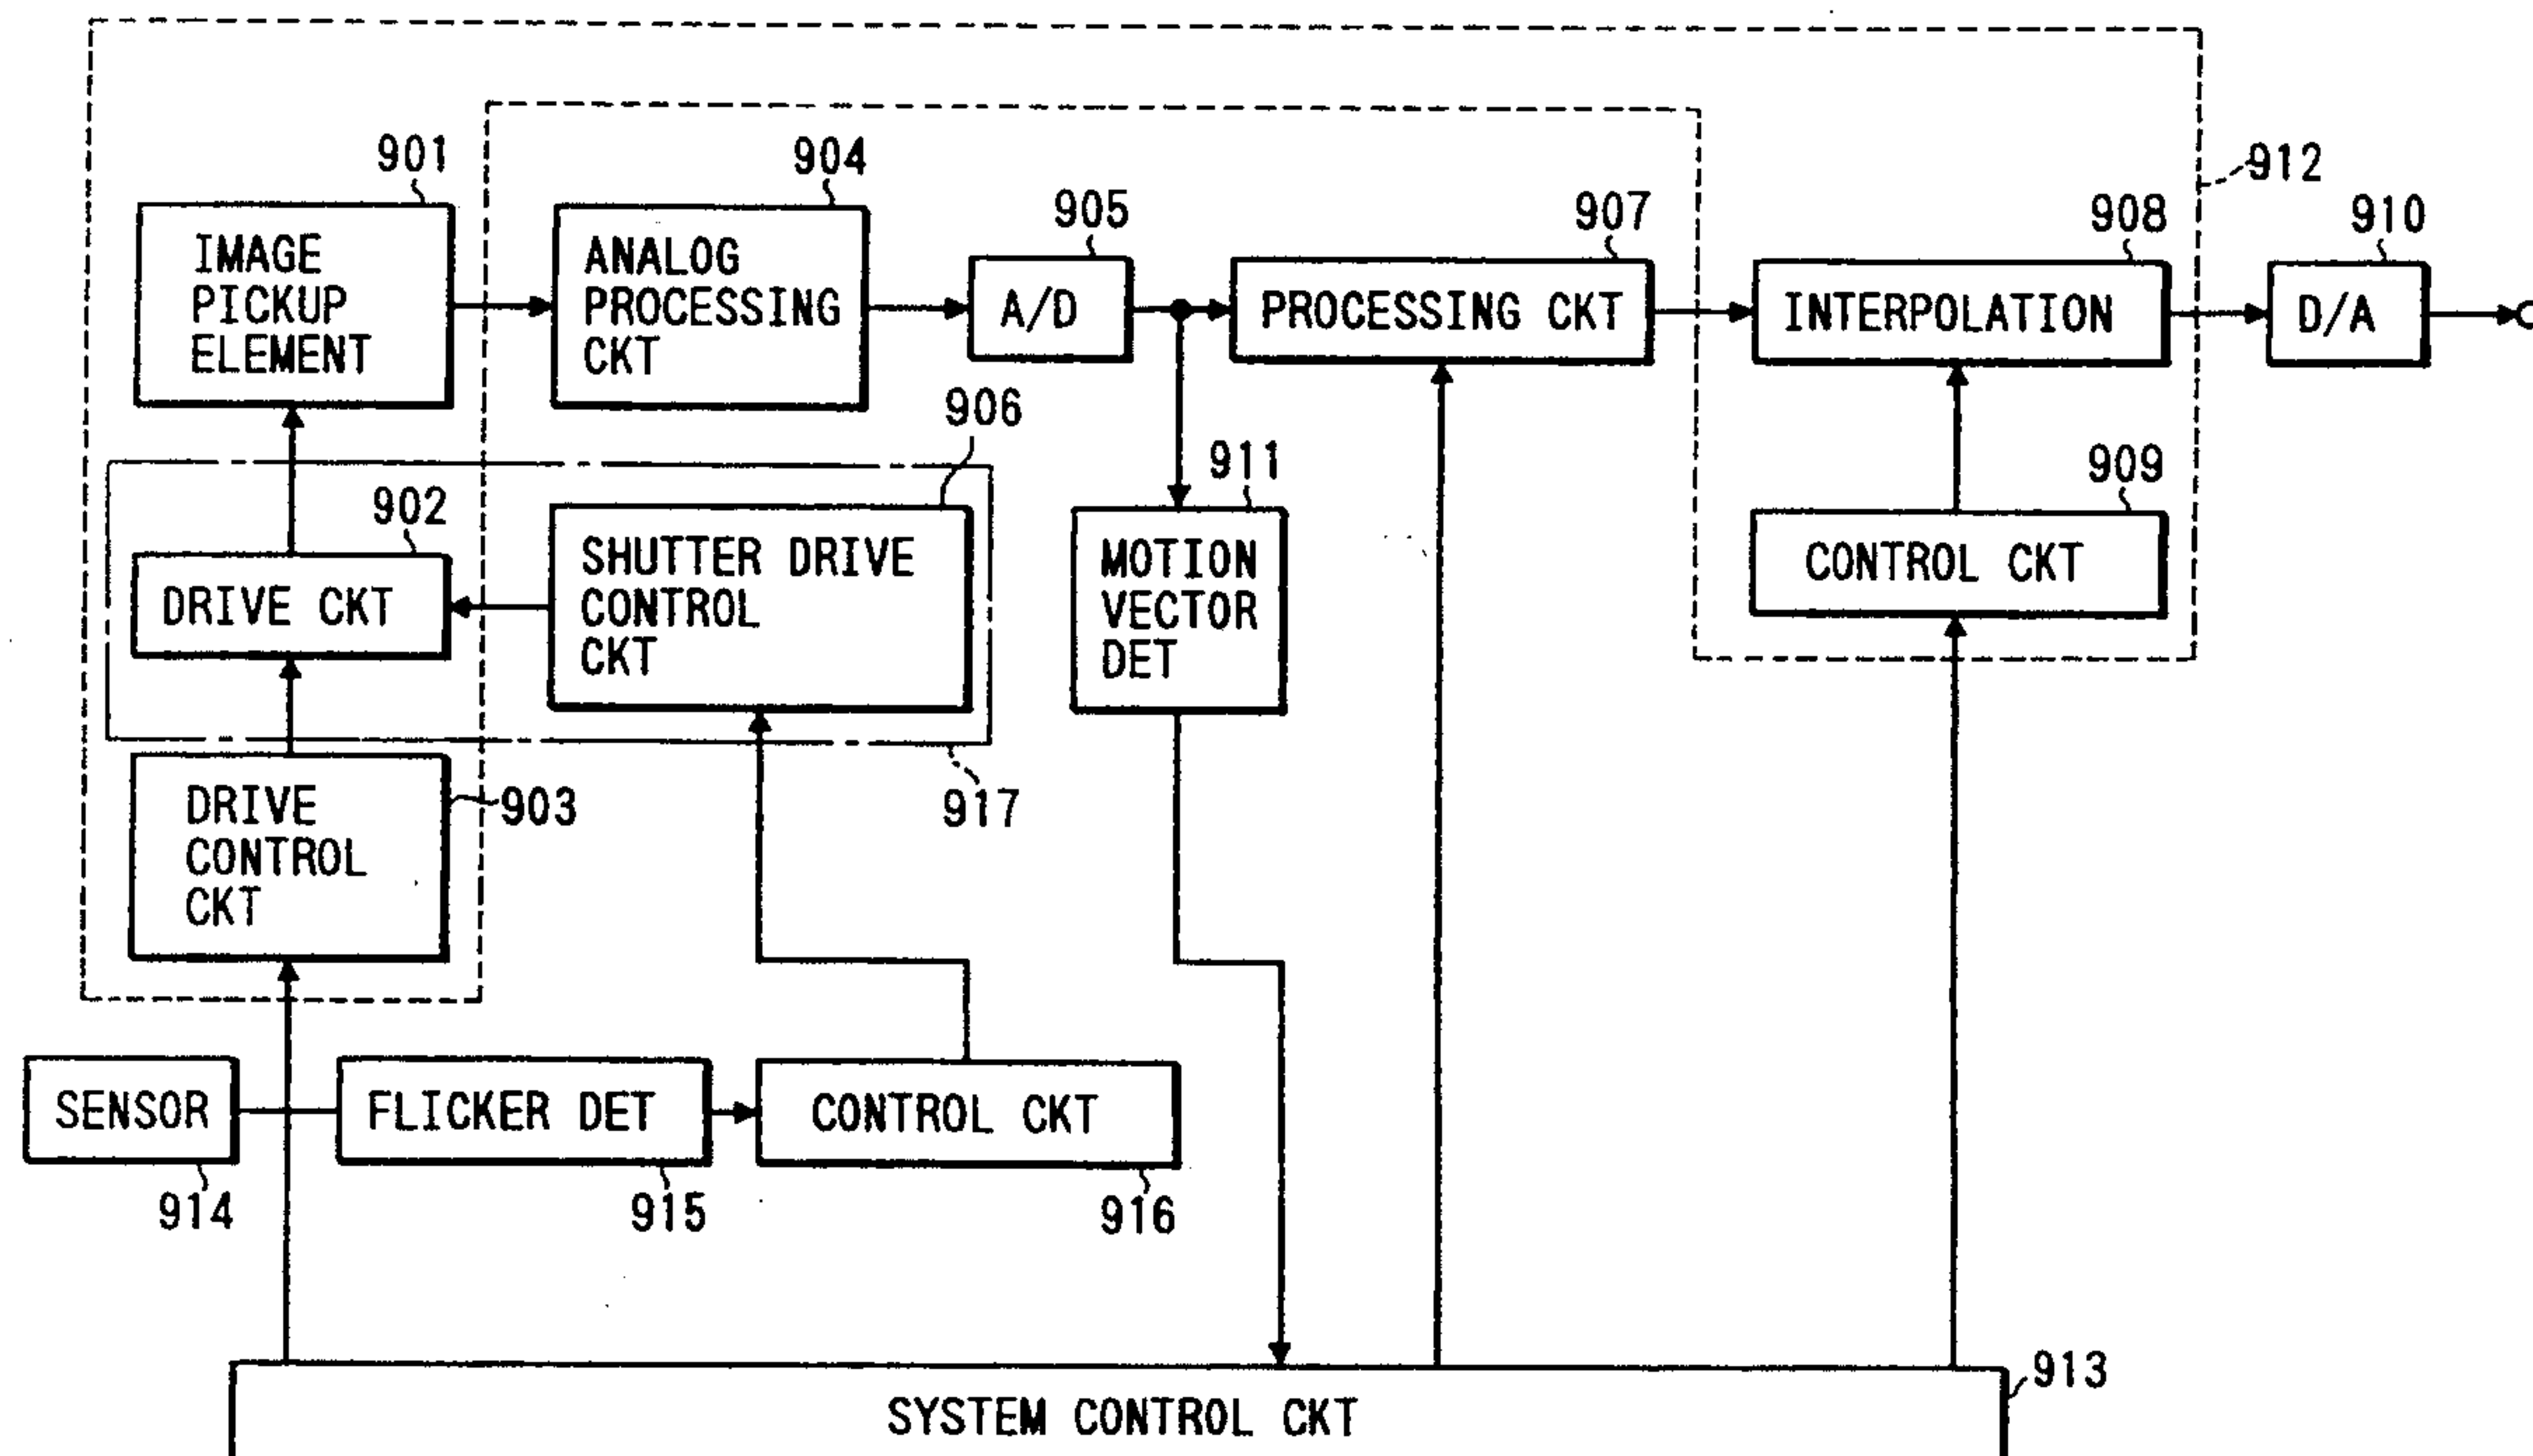 901
IMAGE
PICKUP
ELEMENT
904
ANALOG
PROCESSING
CKT
905
A/D
907
PROCESSING CKT
908
INTERPOLATION
912
910
D/A
902
DRIVE CKT
906
SHUTTER DRIVE
CONTROL
CKT
911
MOTION
VECTOR
DET
909
CONTROL CKT
917
DRIVE
CONTROL
CKT
903
SENSOR
914
FLICKER DET
915
CONTROL CKT
916
SYSTEM CONTROL CKT
913